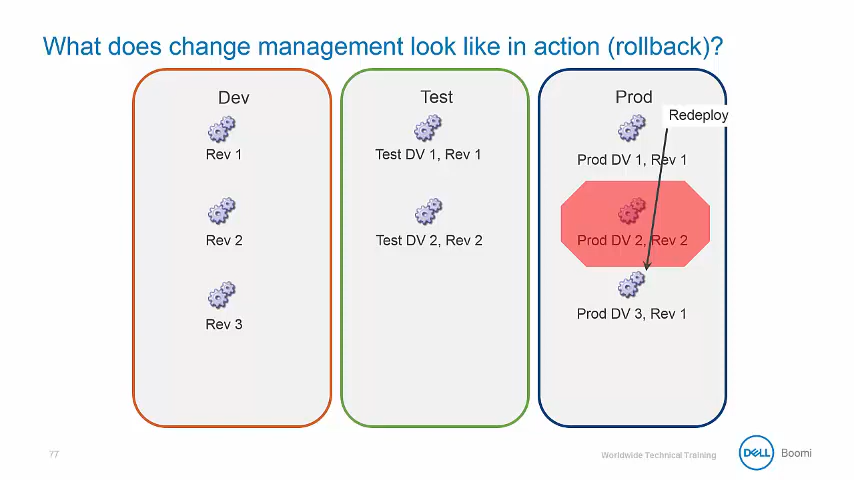 What does change management look like in action (rollback)?
Dev
Test
Prod
Redeploy
Rev 1
Test DV 1, Rev 1
Prod DV 1, Rev 1
Rev 2
Test DV 2, Rev 2
Prod DV 2, Rev 2
Rev 3
Prod DV 3, Rev 1
77
Worldwide Technical Training
DELL
Boomi